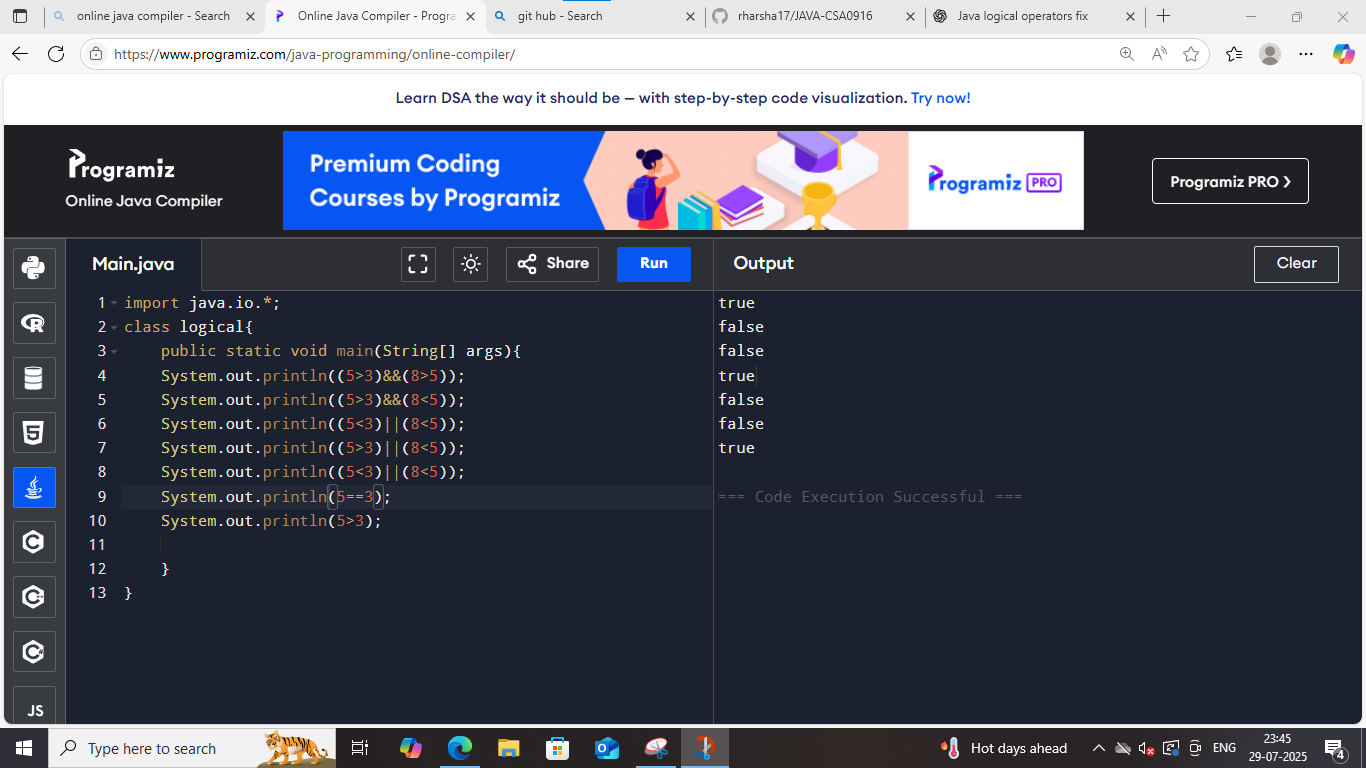 online java compiler - Search
Online Java Compiler - Progra
git hub - Search
rharsha17/JAVA-CSA0916
Java logical operators fix
https://www.programiz.com/java-programming/online-compiler/
Learn DSA the way it should be — with step-by-step code visualization. Try now!
Programiz
Online Java Compiler
Premium Coding
Courses by Programiz
Programiz PRO
Programiz PRO ❯
Main.java
Share
Run
Output
Clear
1 import java.io.*;
2 class logical{
3 public static void main(String[] args){
4 System.out.println((5>3)&&(8>5));
5 System.out.println((5>3)&&(8<5));
6 System.out.println((5<3)||(8<5));
7 System.out.println((5>3)||(8<5));
8 System.out.println((5<3)||(8<5));
9 System.out.println(5==3);
10 System.out.println(5>3);
11
12 }
13 }
true
false
false
true
false
false
true
=== Code Execution Successful ===
JS
Type here to search
Hot days ahead
ENG
23:45
29-07-2025
4